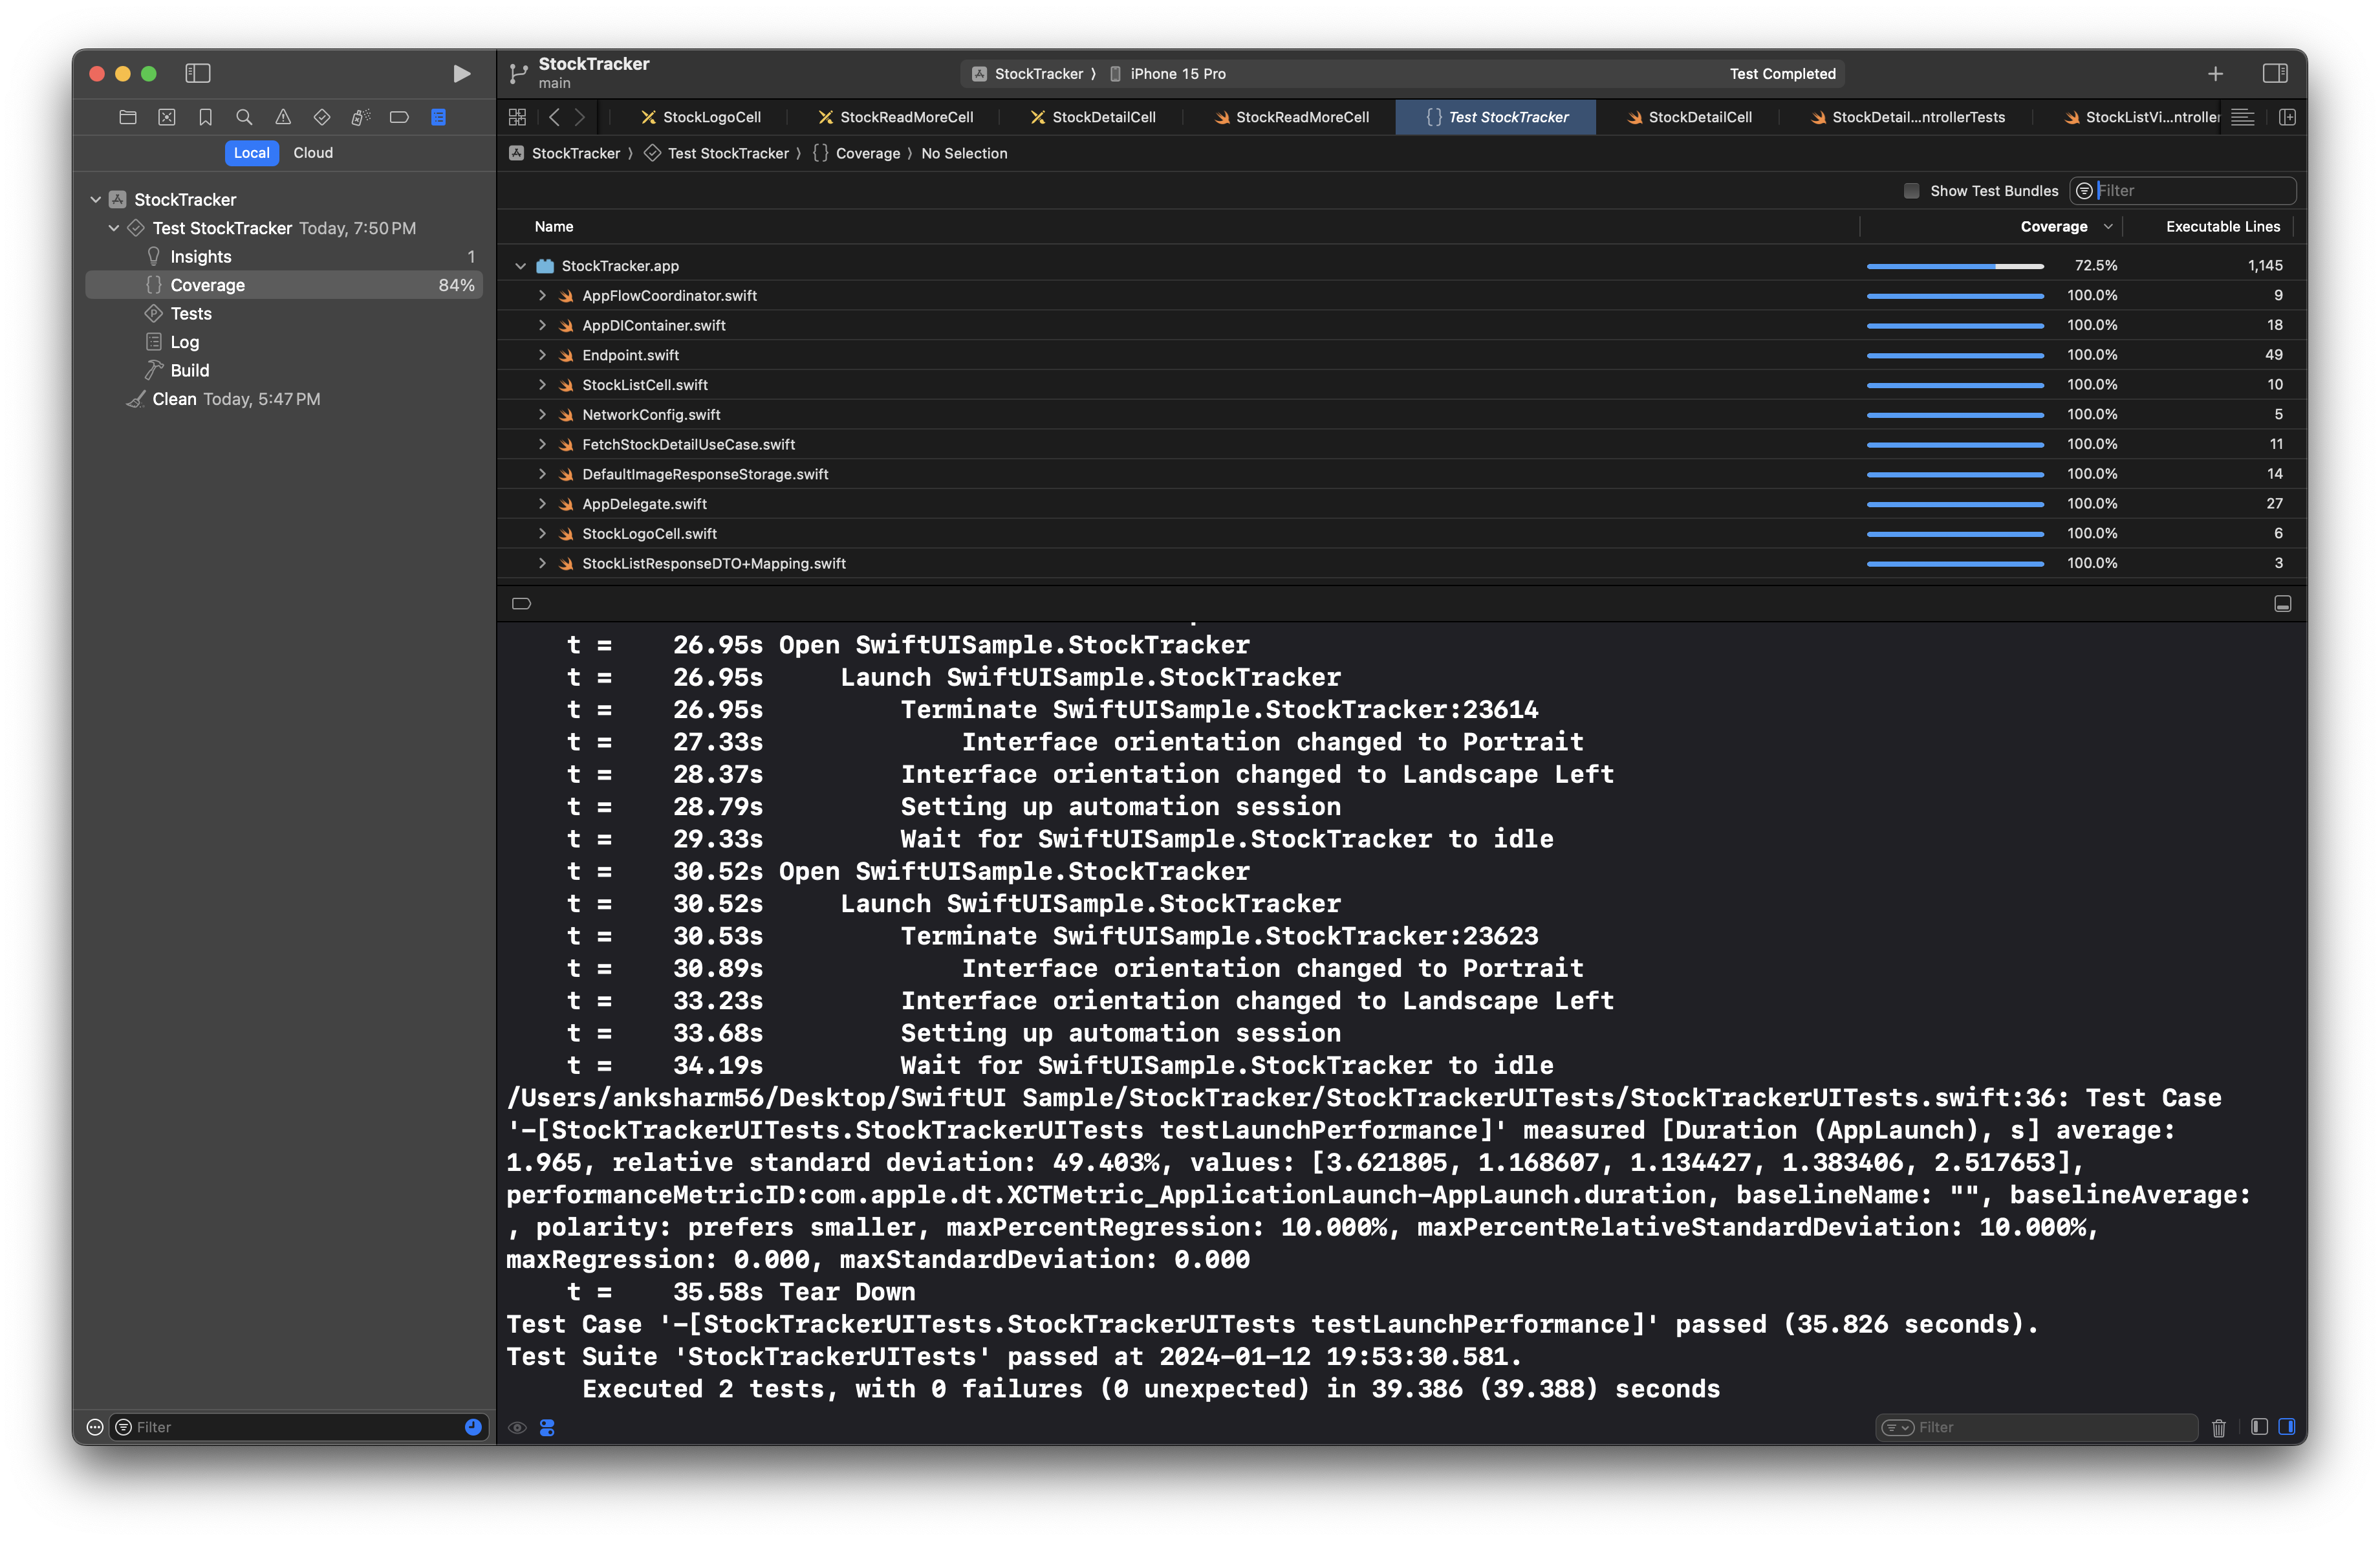 StockTracker
main
StockTracker 〉 iPhone 15 Pro
Test Completed
StockLogoCell
StockReadMoreCell
StockDetailCell
StockReadMoreCell
{} Test StockTracker
StockDetailCell
StockDetail...ntrollerTests
StockListVi...ntroller
Local
Cloud
StockTracker 〉 Test StockTracker 〉 {} Coverage 〉 No Selection
StockTracker
Test StockTracker Today, 7:50 PM
Insights 1
{} Coverage 84%
Tests
Log
Build
Clean Today, 5:47 PM
Show Test Bundles
Filter
Name Coverage Executable Lines
StockTracker.app 72.5% 1,145
AppFlowCoordinator.swift 100.0% 9
AppDIContainer.swift 100.0% 18
Endpoint.swift 100.0% 49
StockListCell.swift 100.0% 10
NetworkConfig.swift 100.0% 5
FetchStockDetailUseCase.swift 100.0% 11
DefaultImageResponseStorage.swift 100.0% 14
AppDelegate.swift 100.0% 27
StockLogoCell.swift 100.0% 6
StockListResponseDTO+Mapping.swift 100.0% 3
t = 26.95s Open SwiftUISample.StockTracker
t = 26.95s Launch SwiftUISample.StockTracker
t = 26.95s Terminate SwiftUISample.StockTracker:23614
t = 27.33s Interface orientation changed to Portrait
t = 28.37s Interface orientation changed to Landscape Left
t = 28.79s Setting up automation session
t = 29.33s Wait for SwiftUISample.StockTracker to idle
t = 30.52s Open SwiftUISample.StockTracker
t = 30.52s Launch SwiftUISample.StockTracker
t = 30.53s Terminate SwiftUISample.StockTracker:23623
t = 30.89s Interface orientation changed to Portrait
t = 33.23s Interface orientation changed to Landscape Left
t = 33.68s Setting up automation session
t = 34.19s Wait for SwiftUISample.StockTracker to idle
/Users/anksharm56/Desktop/SwiftUI Sample/StockTracker/StockTrackerUITests/StockTrackerUITests.swift:36: Test Case
'-[StockTrackerUITests.StockTrackerUITests testLaunchPerformance]' measured [Duration (AppLaunch), s] average:
1.965, relative standard deviation: 49.403%, values: [3.621805, 1.168607, 1.134427, 1.383406, 2.517653],
performanceMetricID:com.apple.dt.XCTMetric_ApplicationLaunch-AppLaunch.duration, baselineName: "", baselineAverage:
, polarity: prefers smaller, maxPercentRegression: 10.000%, maxPercentRelativeStandardDeviation: 10.000%,
maxRegression: 0.000, maxStandardDeviation: 0.000
t = 35.58s Tear Down
Test Case '-[StockTrackerUITests.StockTrackerUITests testLaunchPerformance]' passed (35.826 seconds).
Test Suite 'StockTrackerUITests' passed at 2024-01-12 19:53:30.581.
Executed 2 tests, with 0 failures (0 unexpected) in 39.386 (39.388) seconds
Filter
Filter